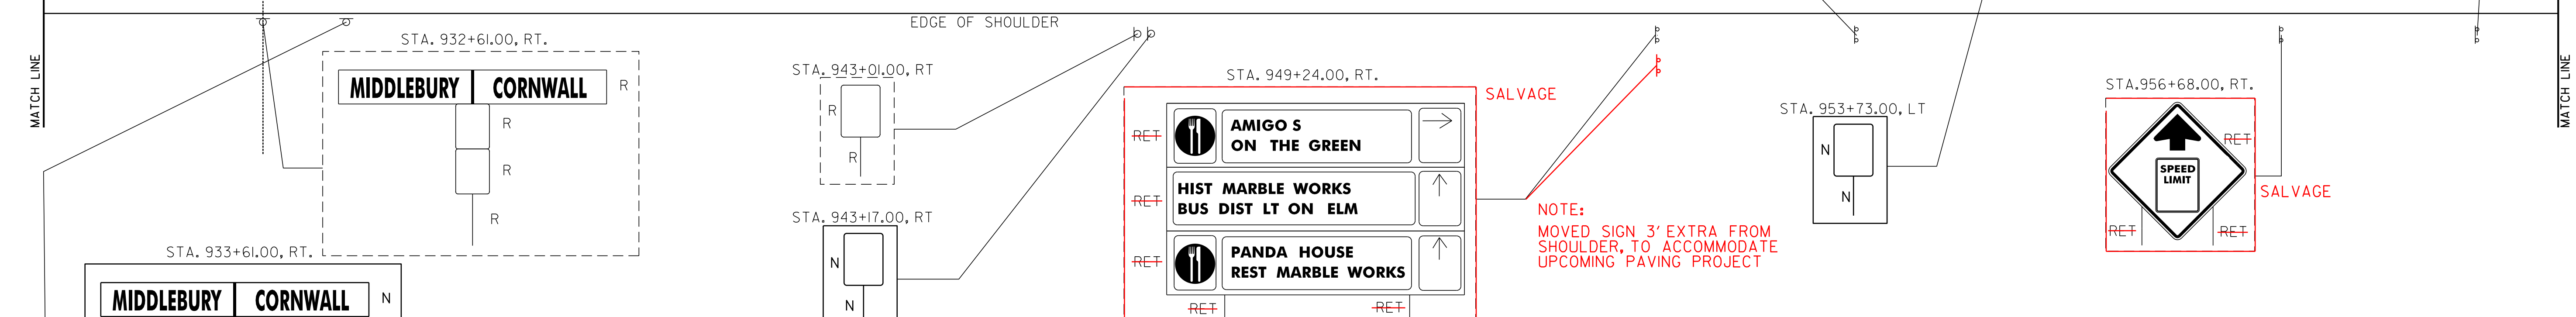 MATCH LINE
EDGE OF SHOULDER
STA. 932+61.00, RT.
MIDDLEBURY CORNWALL R
R
R
R
STA. 933+61.00, RT.
MIDDLEBURY CORNWALL N
STA. 943+01.00, RT
R
R
STA. 943+17.00, RT
N
N
STA. 949+24.00, RT.
SALVAGE
RET
AMIGO S
ON THE GREEN
RET
HIST MARBLE WORKS
BUS DIST LT ON ELM
RET
PANDA HOUSE
REST MARBLE WORKS
RET RET
NOTE:
MOVED SIGN 3' EXTRA FROM
SHOULDER, TO ACCOMMODATE
UPCOMING PAVING PROJECT
STA. 953+73.00, LT
N
N
STA.956+68.00, RT.
RET
SPEED
LIMIT
RET RET
SALVAGE
MATCH LINE